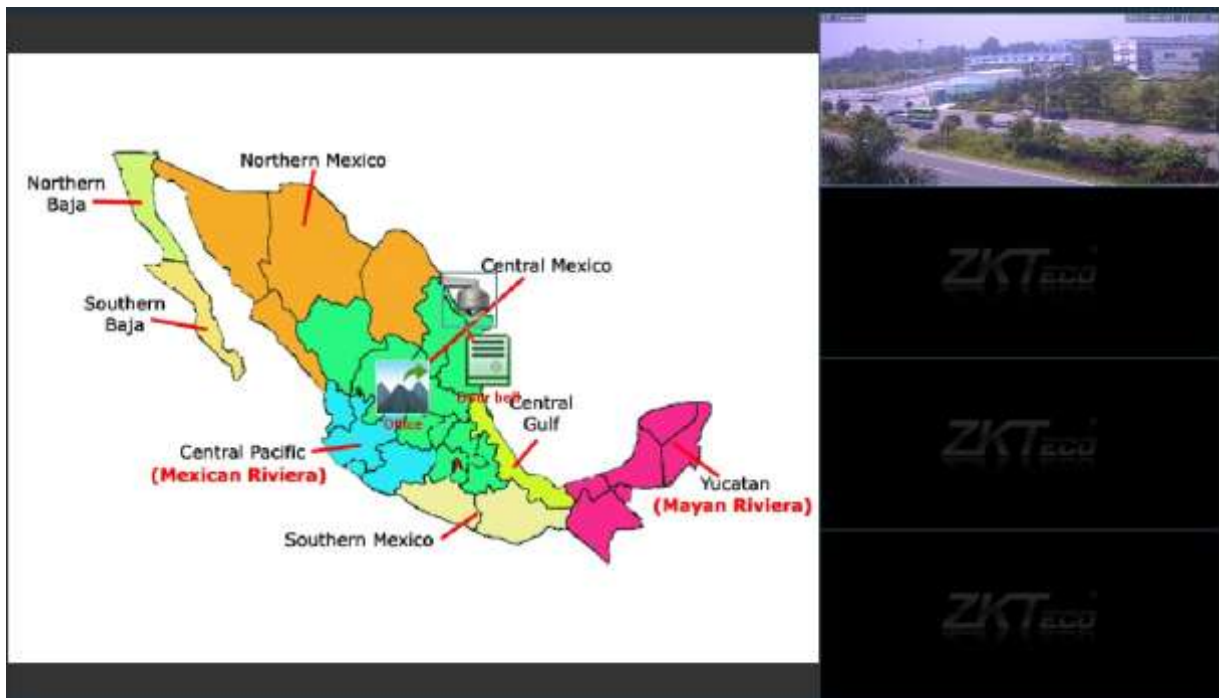 Northern Mexico
Northern
Baja
Central Mexico
Southern
Baja
Office
Central
Gulf
Central Pacific
(Mexican Riviera)
Yucatan
(Mayan Riviera)
Southern Mexico
ZKTECO
ZKTECO
ZKTECO